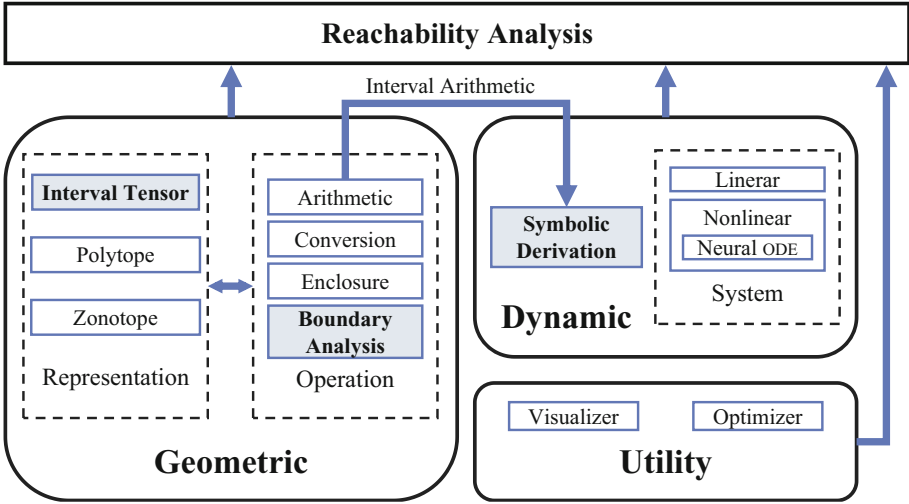 Reachability Analysis
Interval Arithmetic
Interval Tensor
Polytope
Zonotope
Representation
Arithmetic
Conversion
Enclosure
Boundary
Analysis
Operation
Geometric
Symbolic
Derivation
Dynamic
Linerar
Nonlinear
Neural ODE
System
Visualizer
Optimizer
Utility